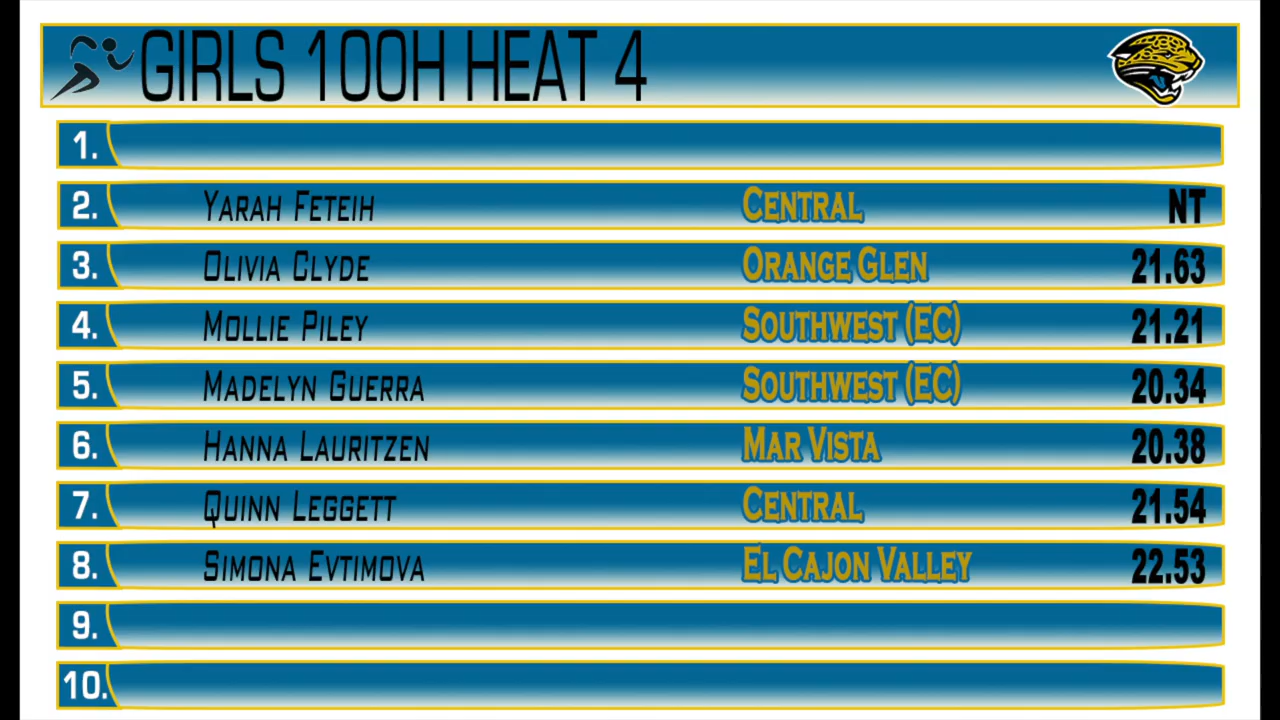 GIRLS 100H HEAT 4
1.
2. YARAH FETEIH CENTRAL NT
3. OLIVIA CLYDE ORANGE GLEN 21.63
4. MOLLIE PILEY SOUTHWEST (EC) 21.21
5. MADELYN GUERRA SOUTHWEST (EC) 20.34
6. HANNA LAURITZEN MAR VISTA 20.38
7. QUINN LEGGETT CENTRAL 21.54
8. SIMONA EVTIMOVA EL CAJON VALLEY 22.53
9.
10.